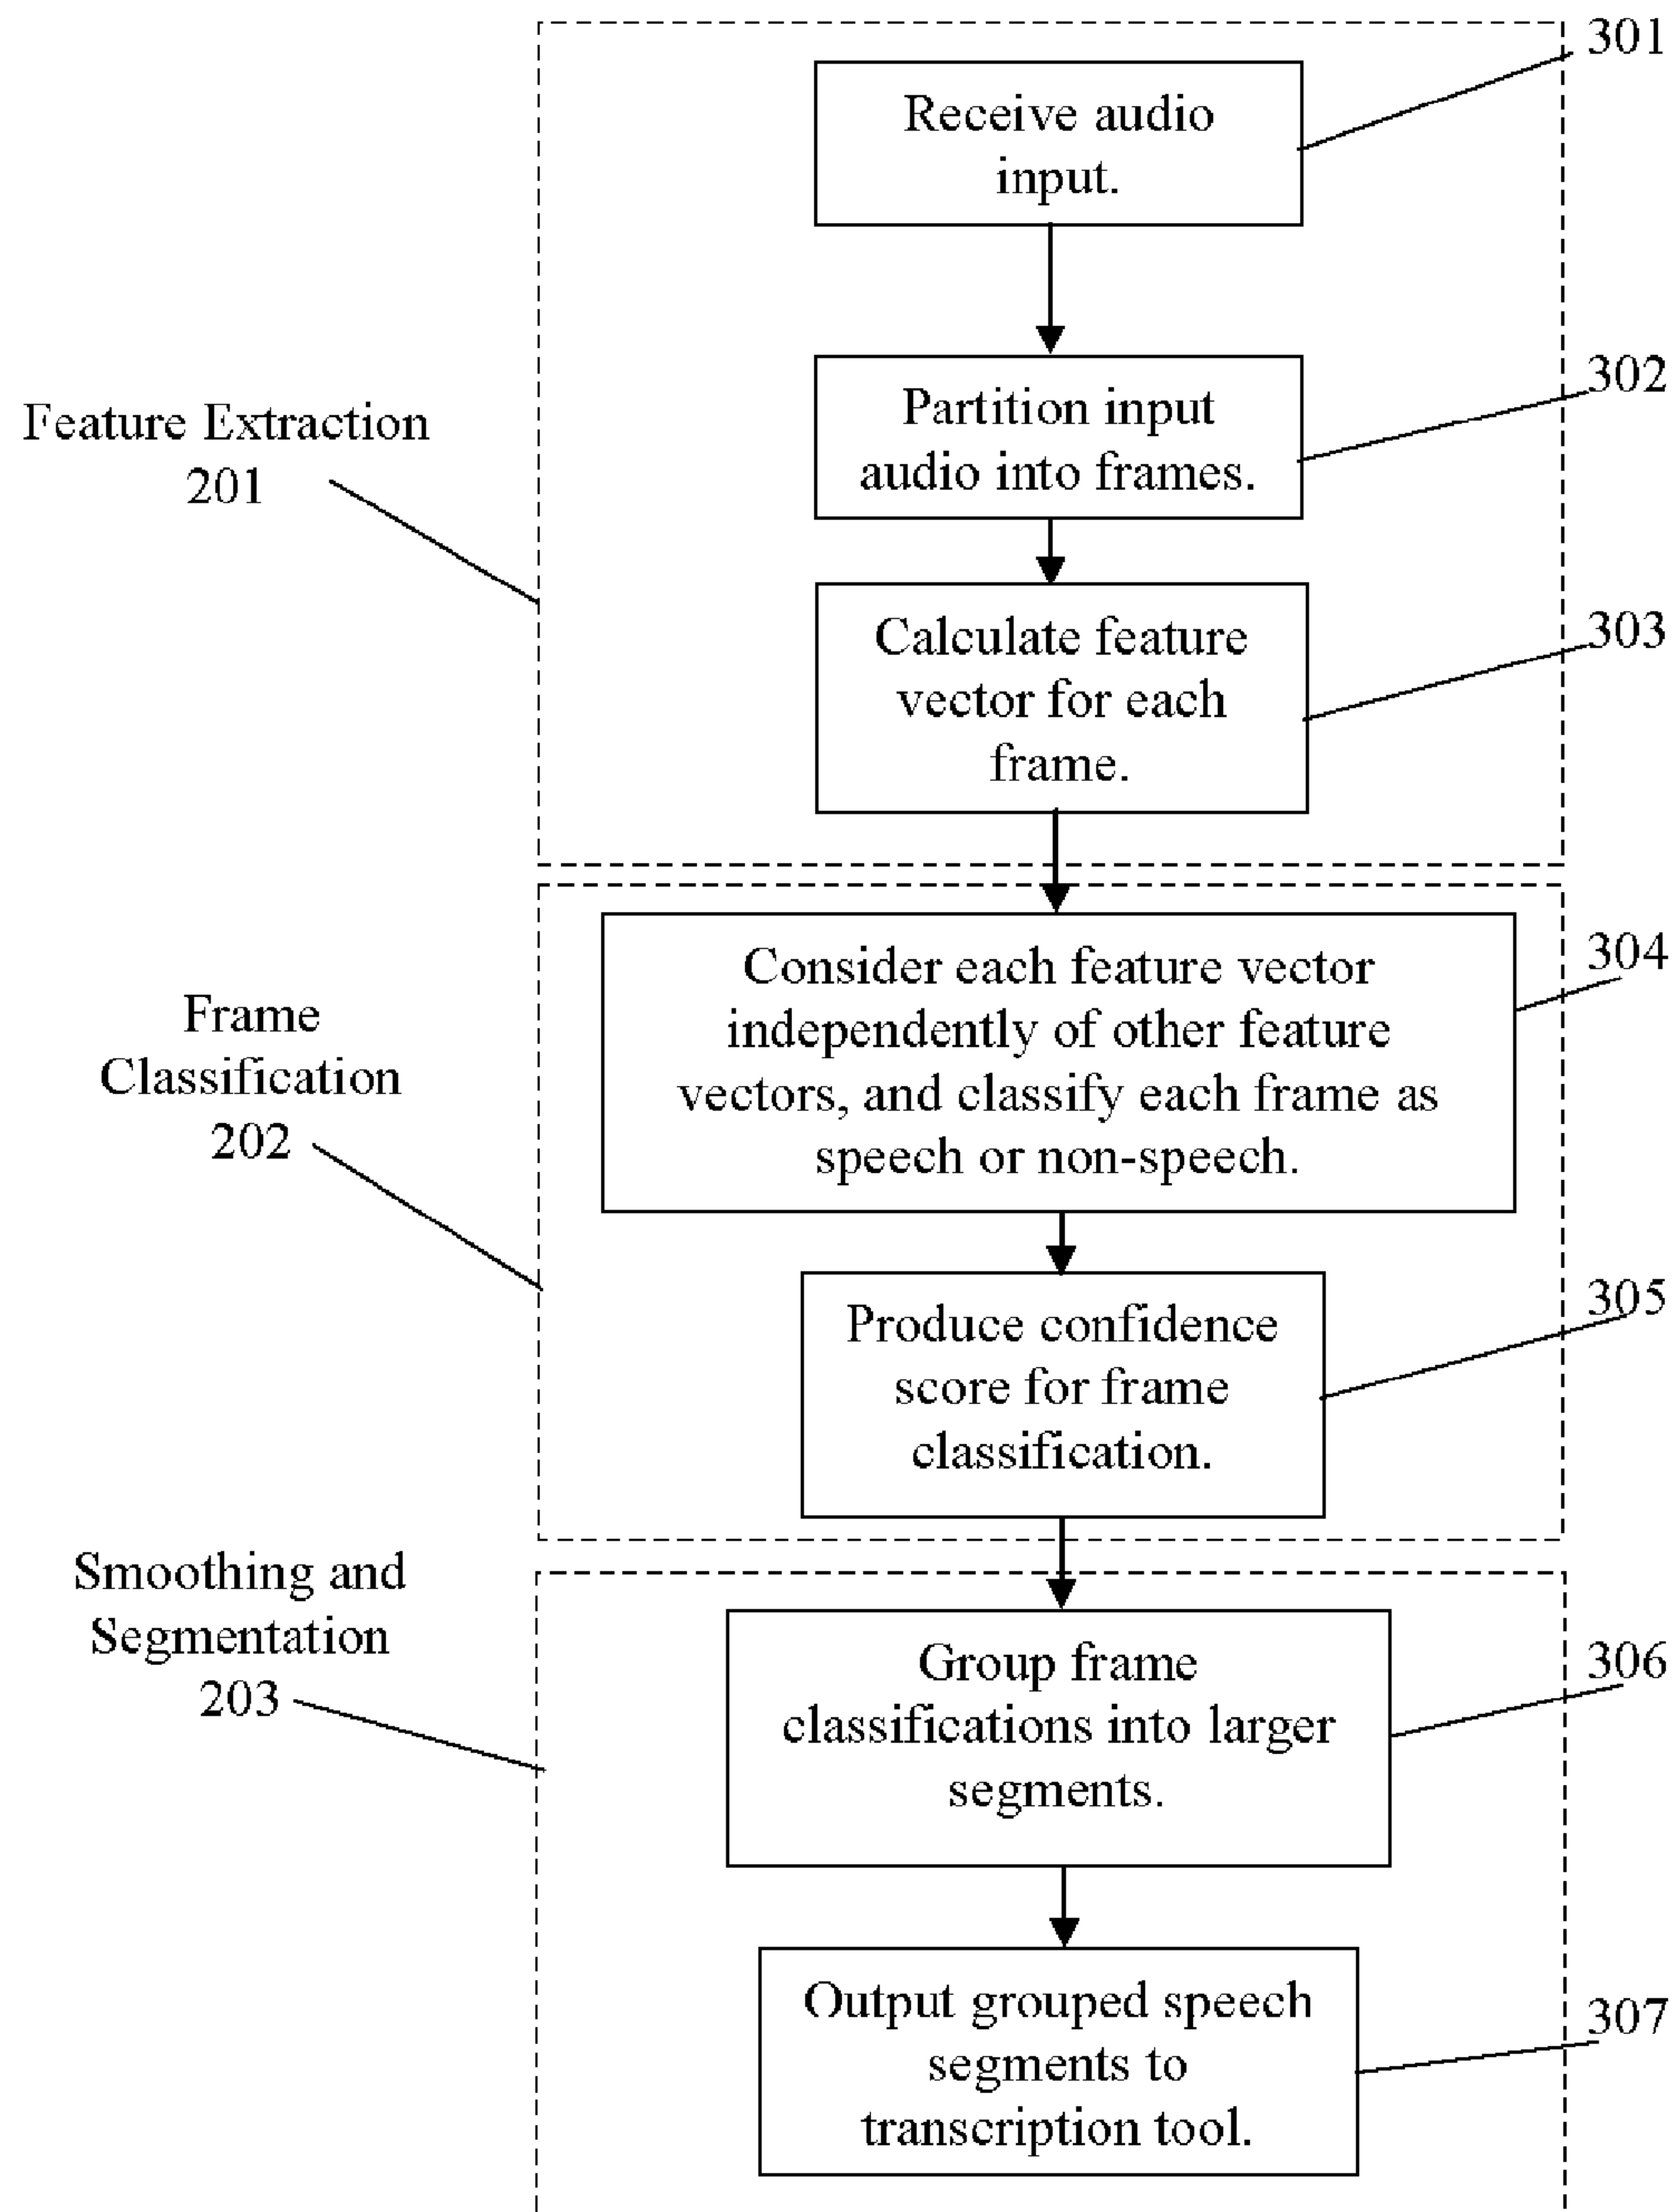 301
Receive audio
input.
302
Partition input
audio into frames.
Feature Extraction
201
303
Calculate feature
vector for each
frame.
304
Consider each feature vector
independently of other feature
vectors, and classify each frame as
speech or non-speech.
Frame
Classification
202
305
Produce confidence
score for frame
classification.
Smoothing and
Segmentation
203
306
Group frame
classifications into larger
segments.
307
Output grouped speech
segments to
transcription tool.